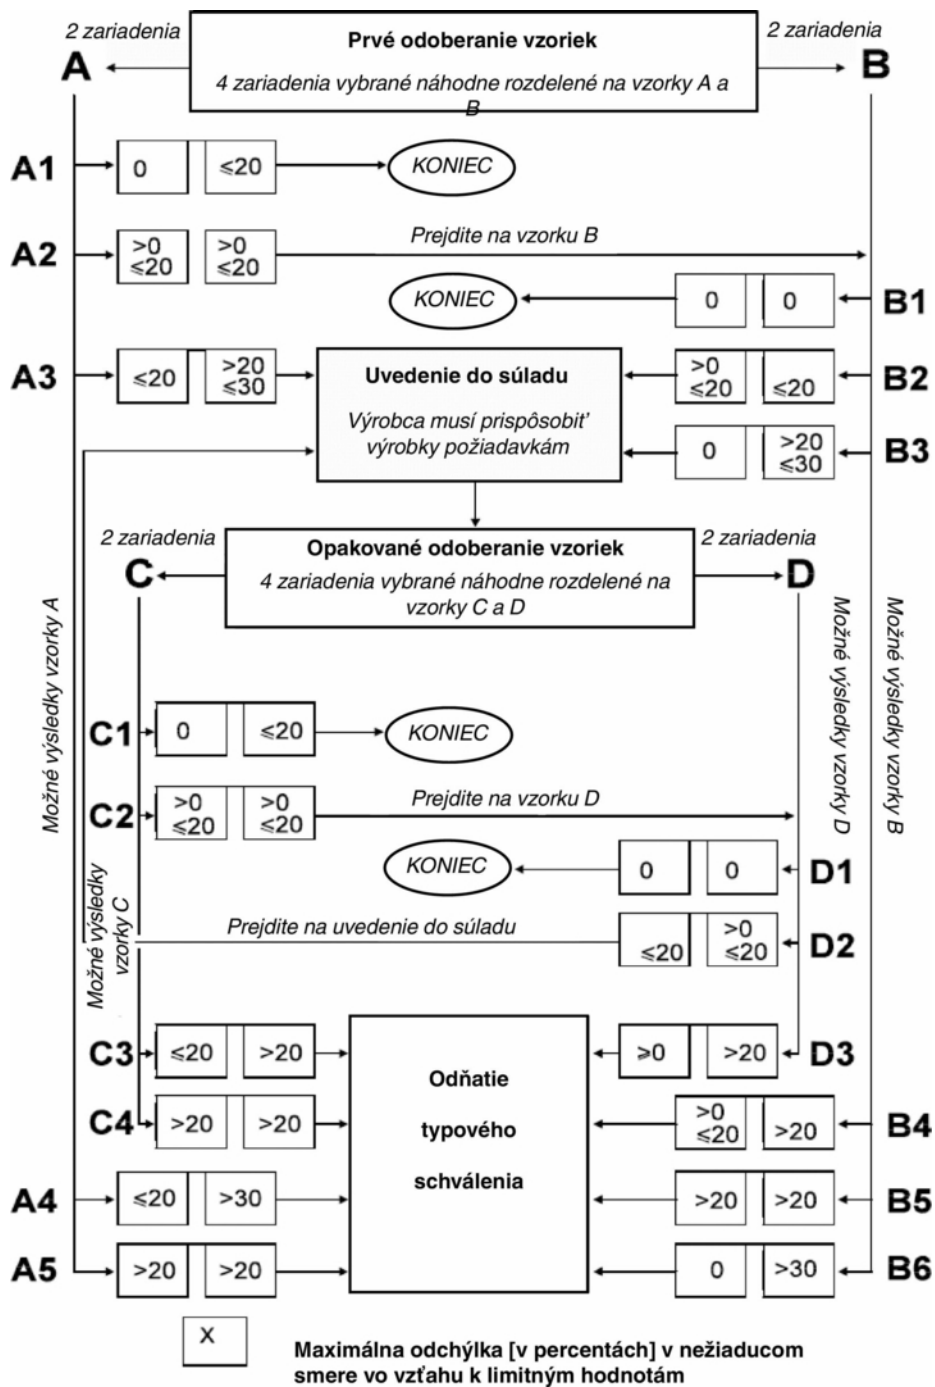 2 zariadenia
2 zariadenia
Prvé odoberanie vzoriek
A
B
4 zariadenia vybrané náhodne rozdelené na vzorky A a
B
A1
0
≤20
KONIEC
A2
>0
≤20
>0
≤20
Prejdite na vzorku B
KONIEC
0
0
B1
A3
≤20
>20
≤30
Uvedenie do súladu
Výrobca musí prispôsobiť
výrobky požiadavkám
>0
≤20
≤20
B2
0
>20
≤30
B3
2 zariadenia
2 zariadenia
Opakované odoberanie vzoriek
C
D
4 zariadenia vybrané náhodne rozdelené na
vzorky C a D
Možné výsledky vzorky A
Možné výsledky vzorky D
Možné výsledky vzorky B
C1
0
≤20
KONIEC
C2
>0
≤20
>0
≤20
Prejdite na vzorku D
KONIEC
0
0
D1
Možné výsledky
vzorky C
Prejdite na uvedenie do súladu
≤20
>0
≤20
D2
C3
≤20
>20
Odňatie
typového
schválenia
≥0
>20
D3
C4
>20
>20
>0
≤20
>20
B4
A4
≤20
>30
>20
>20
B5
A5
>20
>20
0
>30
B6
X
Maximálna odchýlka [v percentách] v nežiaducom
smere vo vzťahu k limitným hodnotám